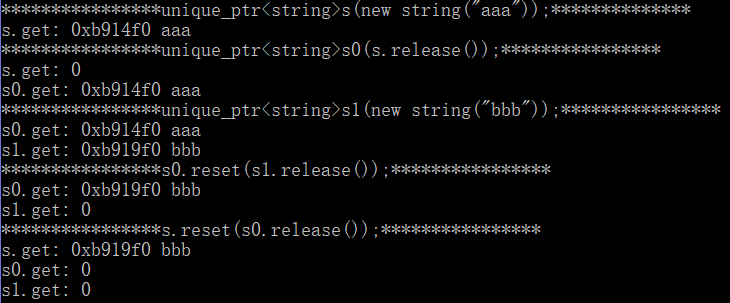 ****************unique_ptr<string>s(new string("aaa"));**************
s.get: 0xb914f0 aaa
****************unique_ptr<string>s0(s.release());****************
s.get: 0
s0.get: 0xb914f0 aaa
****************unique_ptr<string>s1(new string("bbb"));****************
s0.get: 0xb914f0 aaa
s1.get: 0xb919f0 bbb
****************s0.reset(s1.release());****************
s0.get: 0xb919f0 bbb
s1.get: 0
****************s.reset(s0.release());****************
s.get: 0xb919f0 bbb
s0.get: 0
s1.get: 0